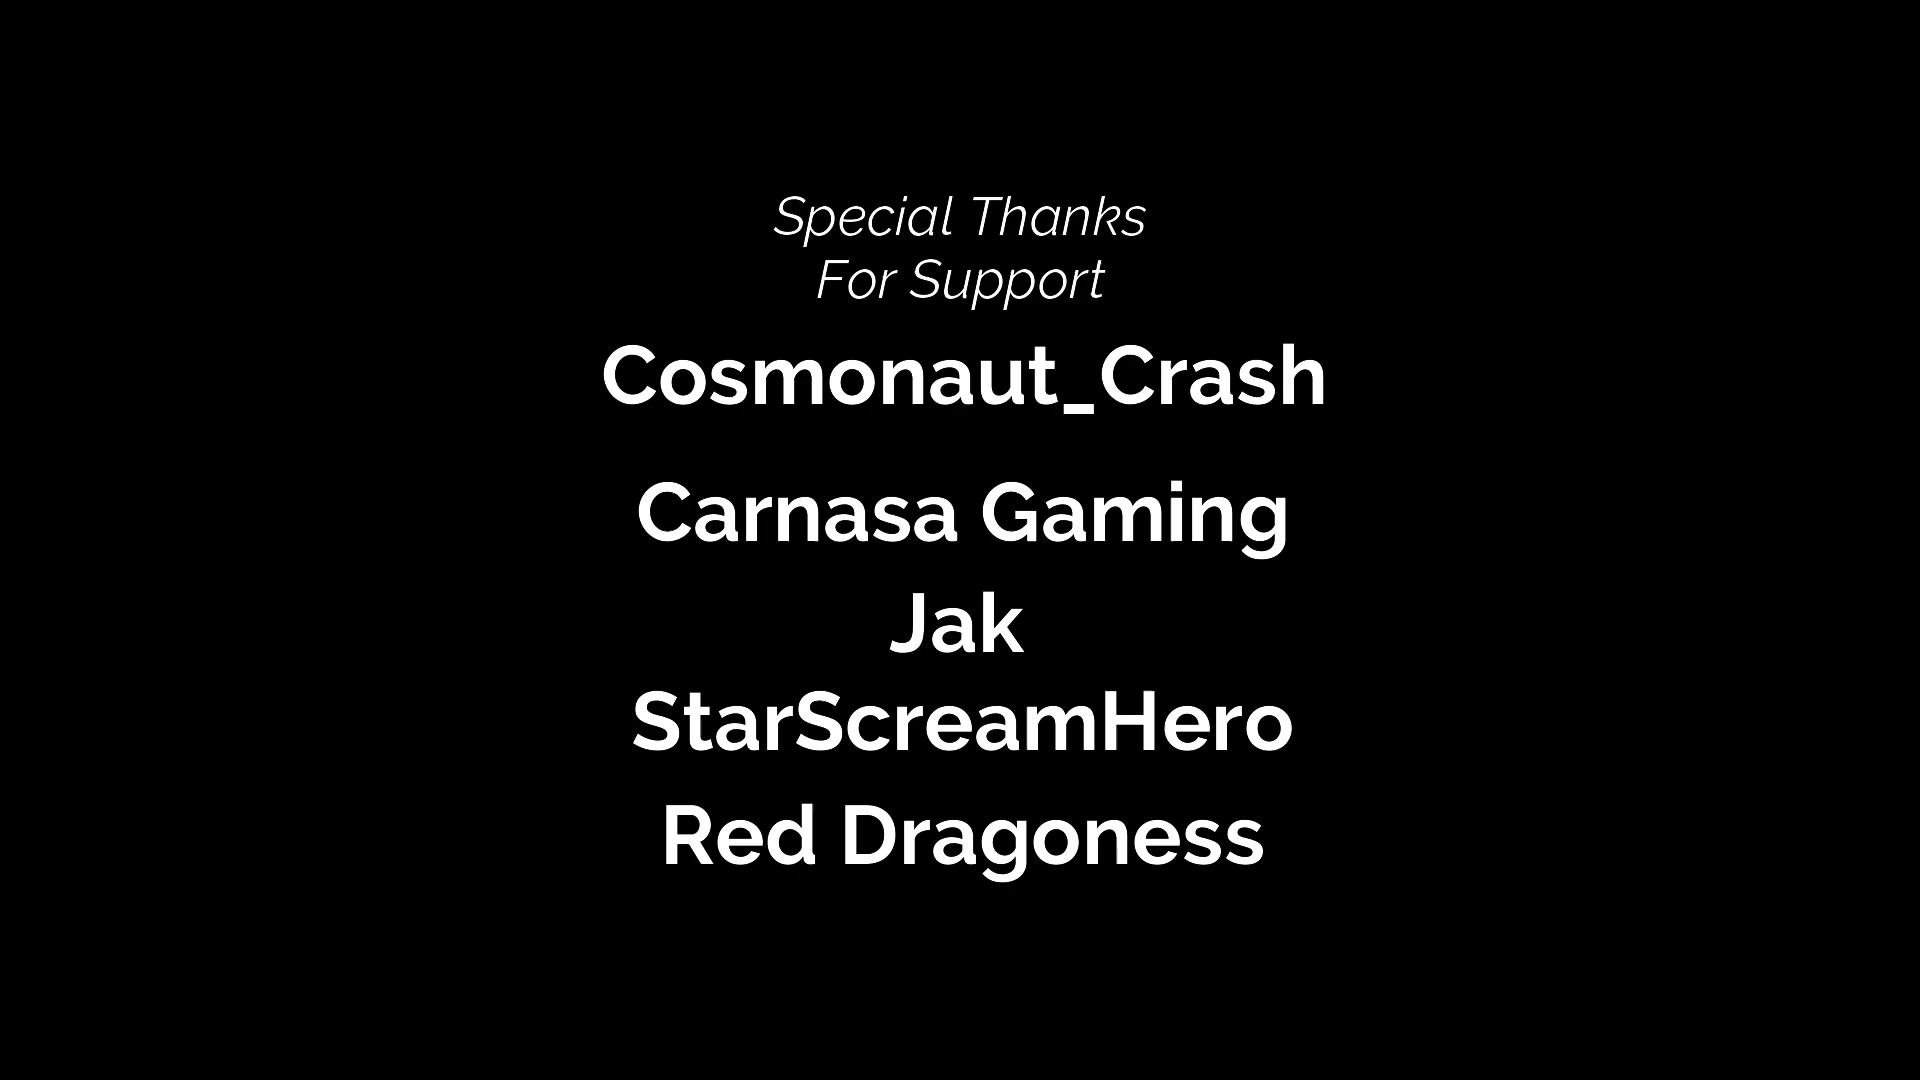 Special Thanks
For Support
Cosmonaut_Crash
Carnasa Gaming
Jak
StarScreamHero
Red Dragoness